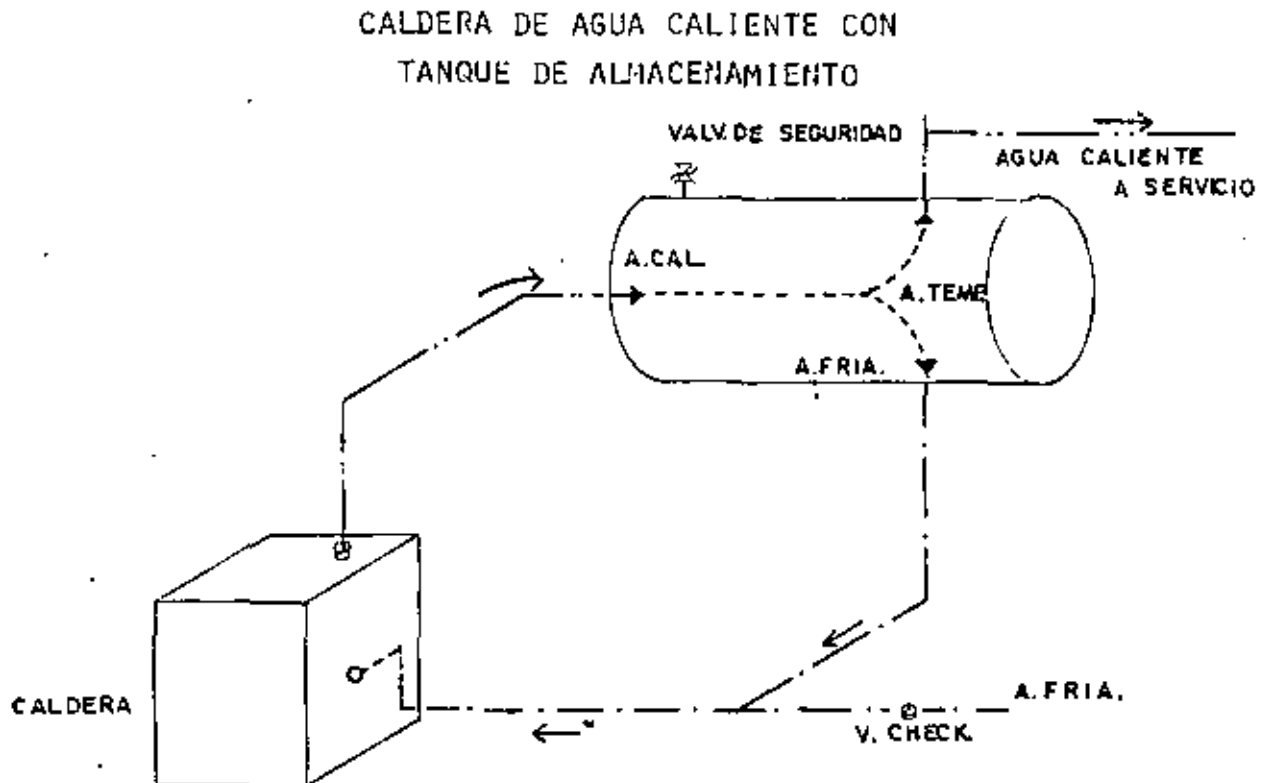 CALDERA DE AGUA CALIENTE CON
TANQUE DE ALMACENAMIENTO
VALV. DE SEGURIDAD
AGUA CALIENTE
A SERVICIO
A.CAL.
A.TEMP
A.FRIA.
CALDERA
A.FRIA.
V. CHECK.